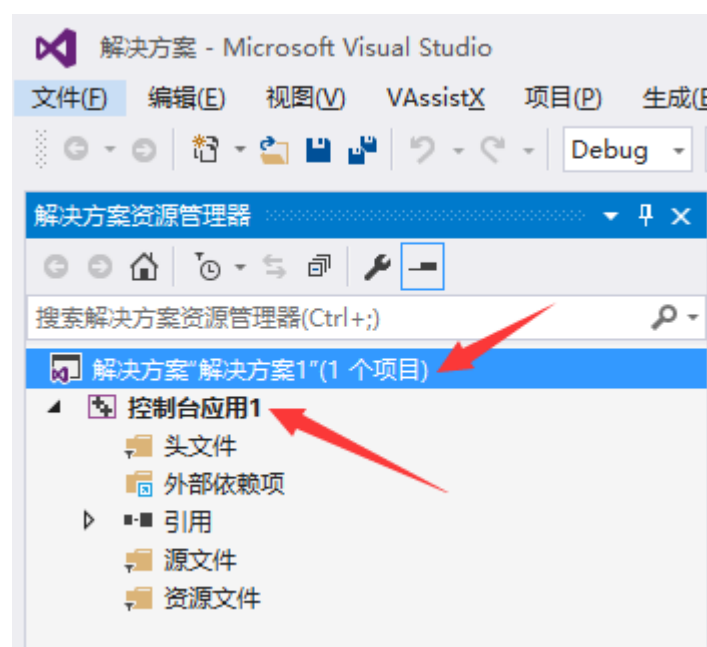 解决方案 - Microsoft Visual Studio
文件(F) 编辑(E) 视图(V) VAssistX 项目(P) 生成(
Debug
解决方案资源管理器
搜索解决方案资源管理器(Ctrl+;)
解决方案“解决方案1”(1 个项目)
控制台应用1
头文件
外部依赖项
引用
源文件
资源文件